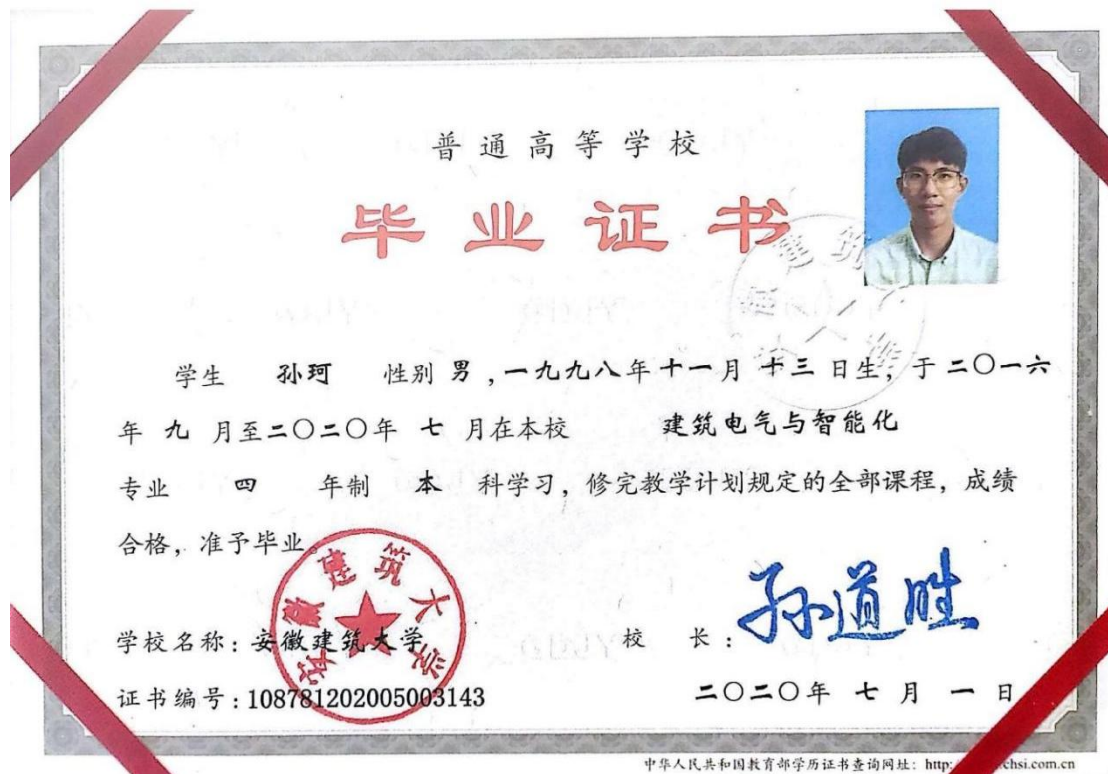 普通高等学校
毕业证书
学生 孙珂 性别 男，一九九八年十一月十三日生，于二〇一六
年 九 月至二〇二〇年 七 月在本校 建筑电气与智能化
专业 四 年制 本 科学习，修完教学计划规定的全部课程，成绩
合格，准予毕业。
安徽建筑大学
学校名称：安徽建筑大学 校 长：孙道胜
证书编号：108781202005003143 二〇二〇年 七 月 一 日
中华人民共和国教育部学历证书查询网址：http:// chsi.com.cn